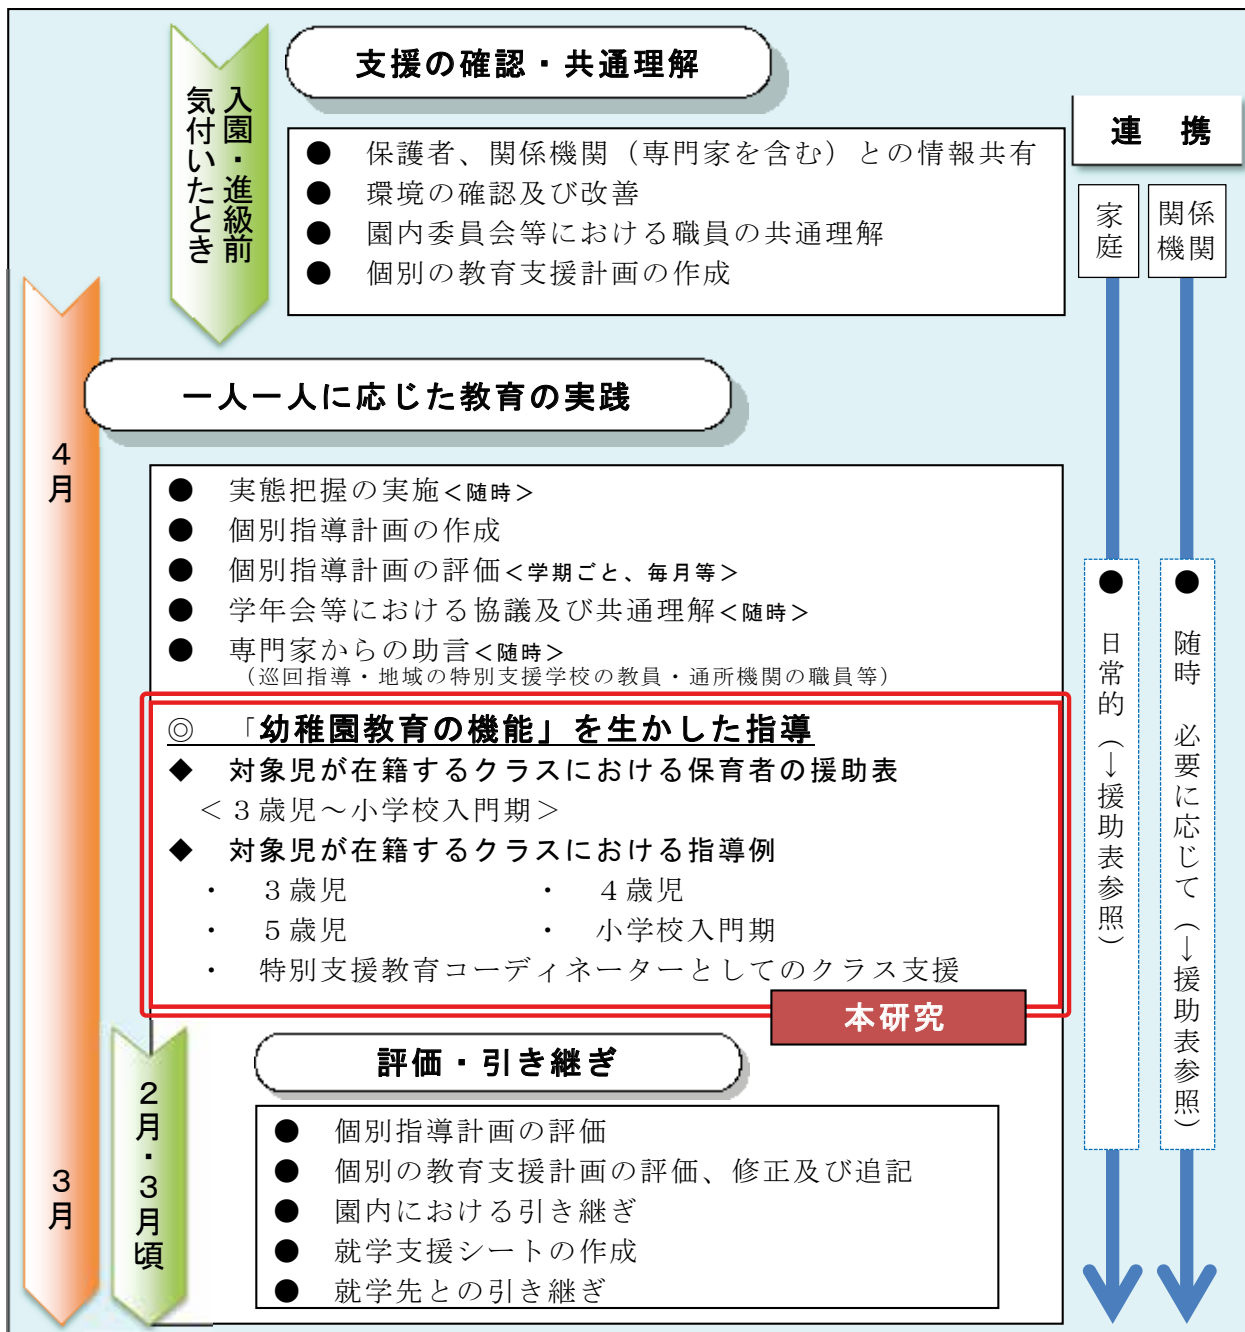 支援の確認・共通理解
入園・進級前
気付いたとき
● 保護者、関係機関（専門家を含む）との情報共有
● 環境の確認及び改善
● 園内委員会等における職員の共通理解
● 個別の教育支援計画の作成
連 携
家庭
関係機関
一人一人に応じた教育の実践
４月
● 実態把握の実施＜随時＞
● 個別指導計画の作成
● 個別指導計画の評価＜学期ごと、毎月等＞
● 学年会等における協議及び共通理解＜随時＞
● 専門家からの助言＜随時＞
（巡回指導・地域の特別支援学校の教員・通所機関の職員等）
◎ 「幼稚園教育の機能」を生かした指導
◆ 対象児が在籍するクラスにおける保育者の援助表
＜３歳児～小学校入門期＞
◆ 対象児が在籍するクラスにおける指導例
・ ３歳児 ・ ４歳児
・ ５歳児 ・ 小学校入門期
・ 特別支援教育コーディネーターとしてのクラス支援
本研究
● 日常的（→援助表参照）
● 随時 必要に応じて（→援助表参照）
評価・引き継ぎ
２月・３月頃
３月
● 個別指導計画の評価
● 個別の教育支援計画の評価、修正及び追記
● 園内における引き継ぎ
● 就学支援シートの作成
● 就学先との引き継ぎ